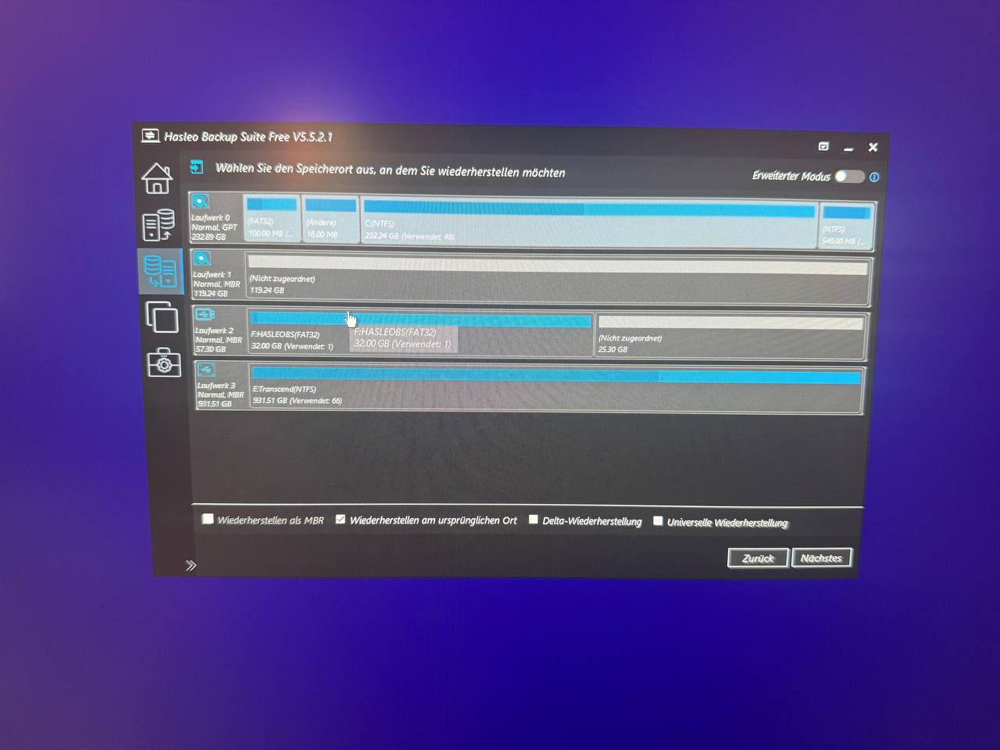 Hasleo Backup Suite Free V5.5.2.1
Wählen Sie den Speicherort aus, an dem Sie wiederherstellen möchten
Erweiterter Modus
Laufwerk 0
Normal, GPT
232.89 GB
(FAT32)
100.00 MB (...
(Andere)
16.00 MB
C:(NTFS)
232.24 GB (Verwendet: 48)
(NTFS)
546.00 MB (...
Laufwerk 1
Normal, MBR
119.24 GB
(Nicht zugeordnet)
119.24 GB
Laufwerk 2
Normal, MBR
57.30 GB
F:HASLEOBS(FAT32)
32.00 GB (Verwendet: 1)
F:HASLEOBS(FAT32)
32.00 GB (Verwendet: 1)
(Nicht zugeordnet)
25.30 GB
Laufwerk 3
Normal, MBR
931.51 GB
E:Transcend(NTFS)
931.51 GB (Verwendet: 66)
Wiederherstellen als MBR
Wiederherstellen am ursprünglichen Ort
Delta-Wiederherstellung
Universelle Wiederherstellung
Zurück
Nächstes